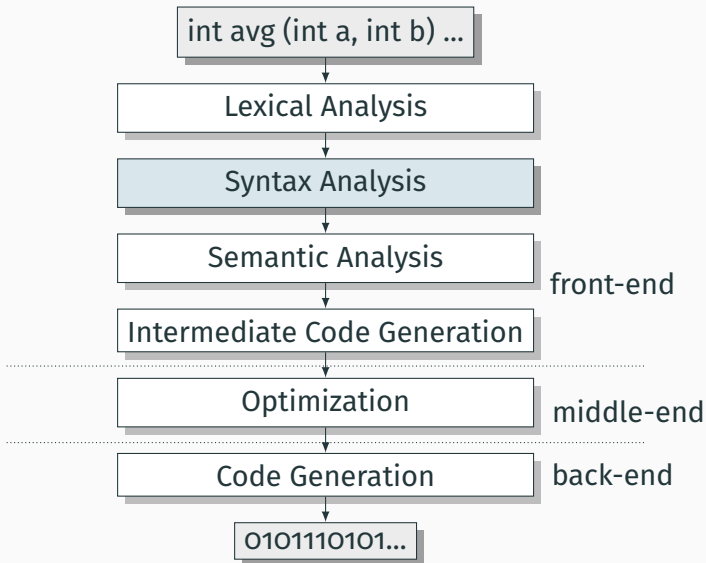 int avg (int a, int b) ...
Lexical Analysis
Syntax Analysis
Semantic Analysis
front-end
Intermediate Code Generation
Optimization
middle-end
Code Generation
back-end
0101110101...